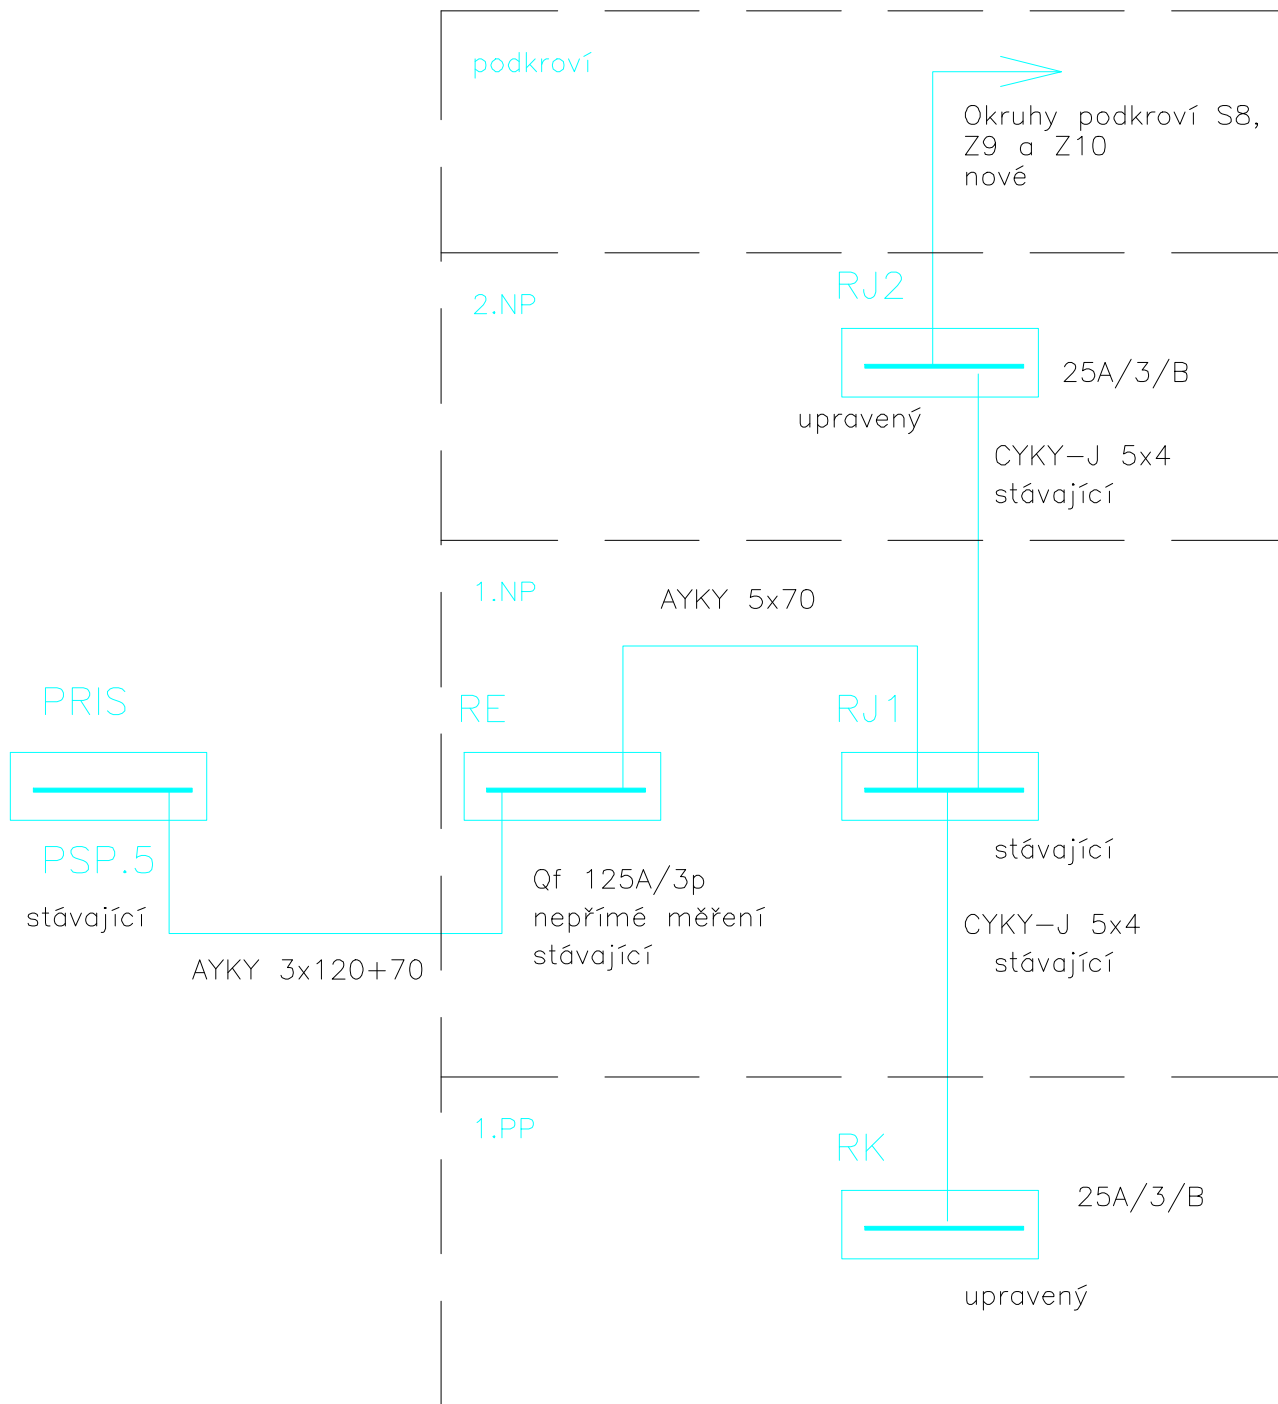 podkroví
Okruhy podkroví S8,
Z9 a Z10
nové
RJ2
2.NP
25A/3/B
upravený
CYKY-J 5x4
stávající
1.NP
AYKY 5x70
PRIS
RE
RJ1
PSP.5
stávající
Qf 125A/3p
nepřímé měření
stávající
stávající
AYKY 3x120+70
CYKY-J 5x4
stávající
1.PP
RK
25A/3/B
upravený